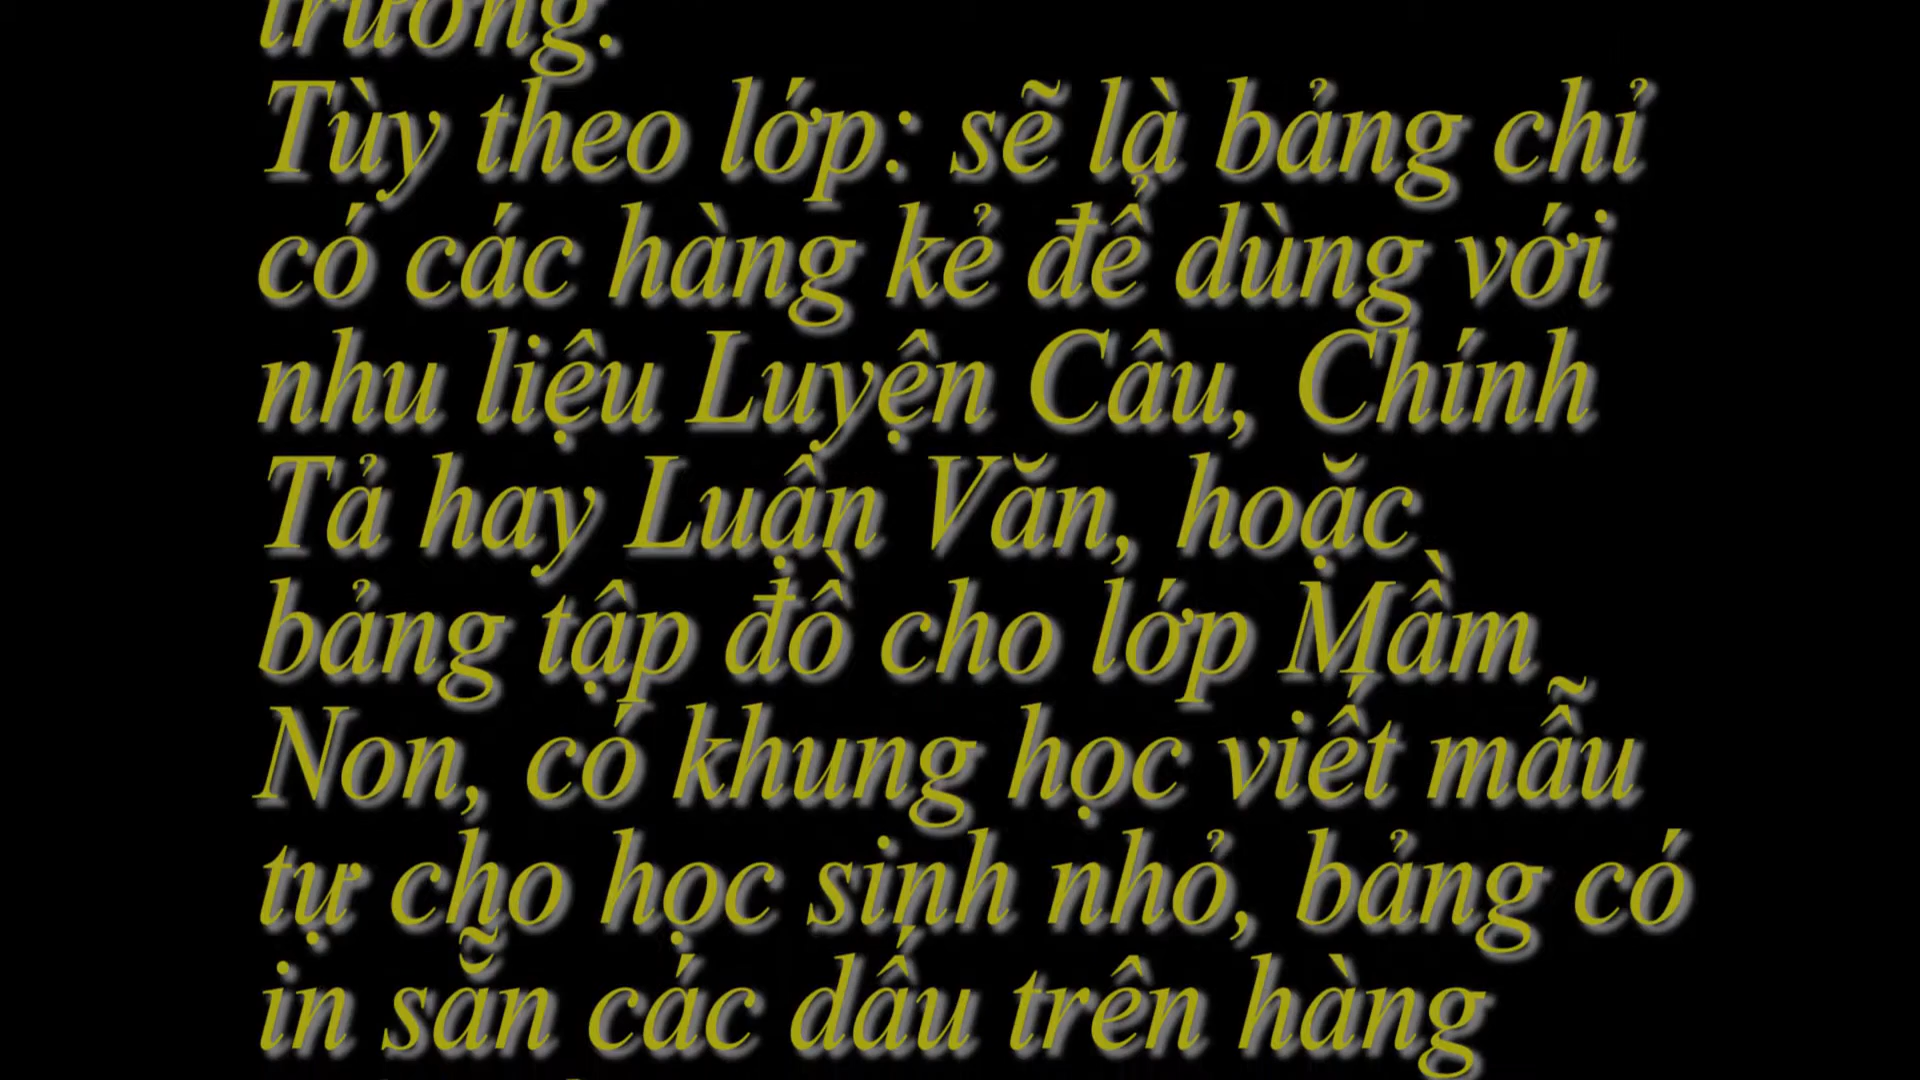 trường.
Tùy theo lớp: sẽ là bảng chỉ
có các hàng kẻ để dùng với
nhu liệu Luyện Câu, Chính
Tả hay Luận Văn, hoặc
bảng tập đồ cho lớp Mầm
Non, có khung học viết mẫu
tự cho học sinh nhỏ, bảng có
in sẵn các dấu trên hàng